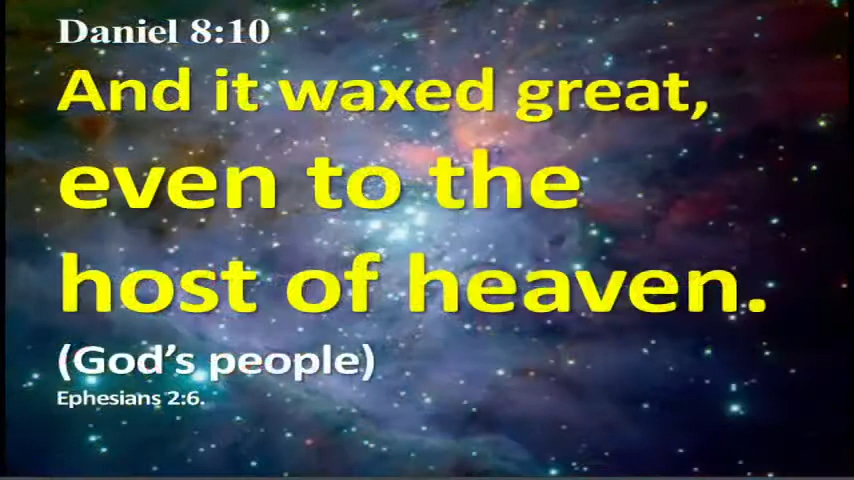 Daniel 8:10
And it waxed great,
even to the
host of heaven.
(God's people)
Ephesians 2:6.